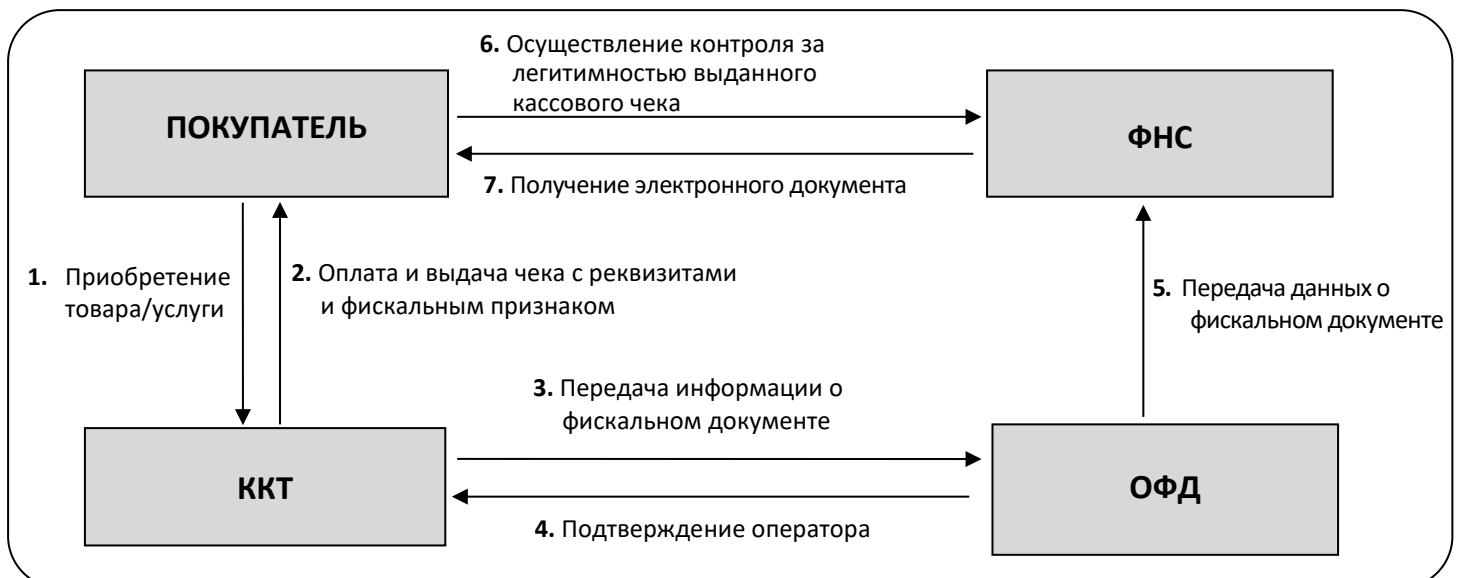 6. Осуществление контроля за
легитимностью выданного
кассового чека
ПОКУПАТЕЛЬ
ФНС
7. Получение электронного документа
1. Приобретение
товара/услуги
2. Оплата и выдача чека с реквизитами
и фискальным признаком
5. Передача данных о
фискальном документе
3. Передача информации о
фискальном документе
ККТ
ОФД
4. Подтверждение оператора